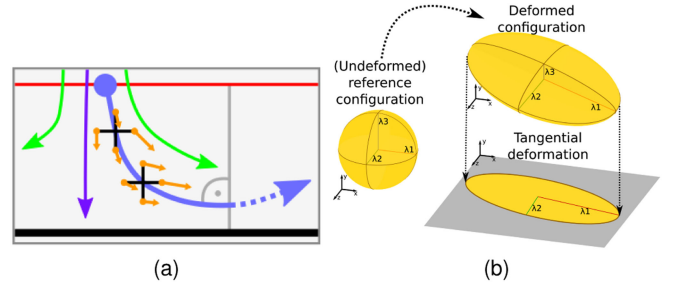 Deformed
configuration
(Undeformed)
reference
configuration
λ3
λ2
λ1
y
x
z
λ3
λ2
λ1
y
x
z
Tangential
deformation
y
x
z
λ2
λ1
(a)
(b)